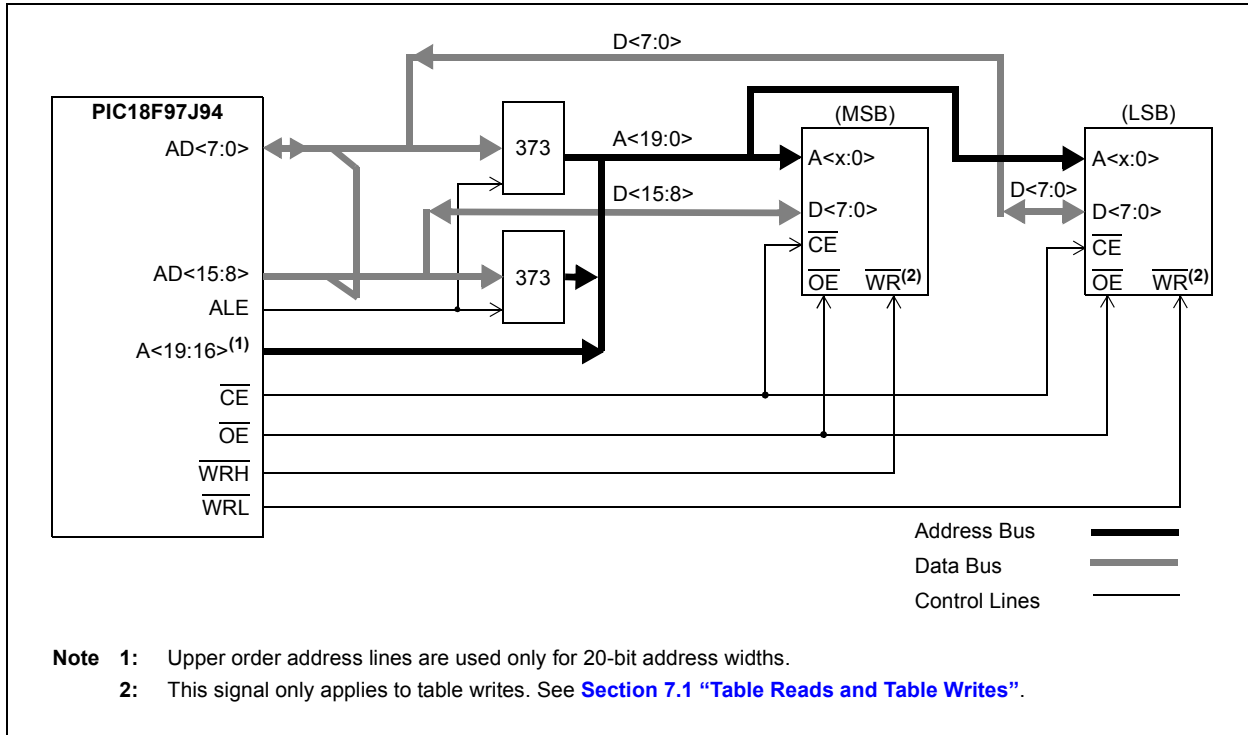 D<7:0>
PIC18F97J94
(MSB)
(LSB)
AD<7:0>
373
A<19:0>
A<x:0>
A<x:0>
D<15:8>
D<7:0>
D<7:0>
D<7:0>
CE
CE
AD<15:8>
373
OE
WR(2)
OE
WR(2)
ALE
A<19:16>(1)
CE
OE
WRH
WRL
Address Bus
Data Bus
Control Lines
Note 1: Upper order address lines are used only for 20-bit address widths.
2: This signal only applies to table writes. See Section 7.1 “Table Reads and Table Writes”.